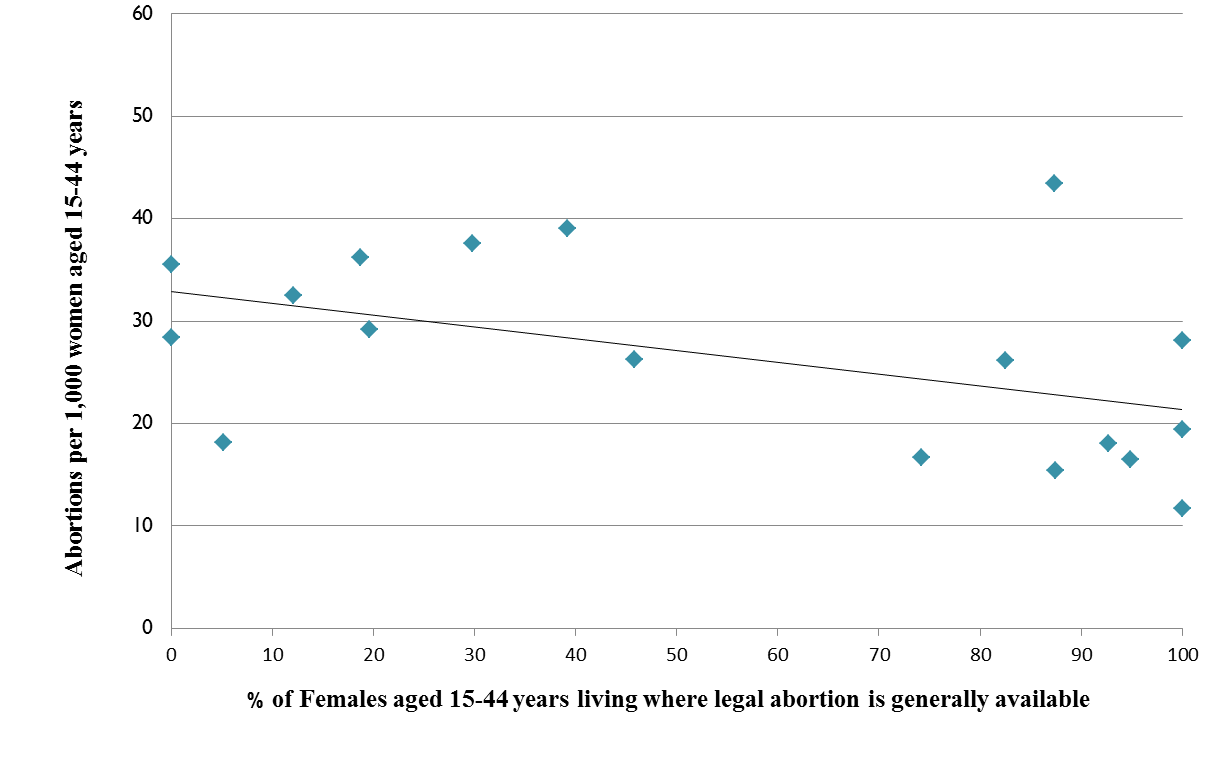 60
50
40
30
20
10
0
0 10 20 30 40 50 60 70 80 90 100
Abortions per 1,000 women aged 15-44 years
% of Females aged 15-44 years living where legal abortion is generally available